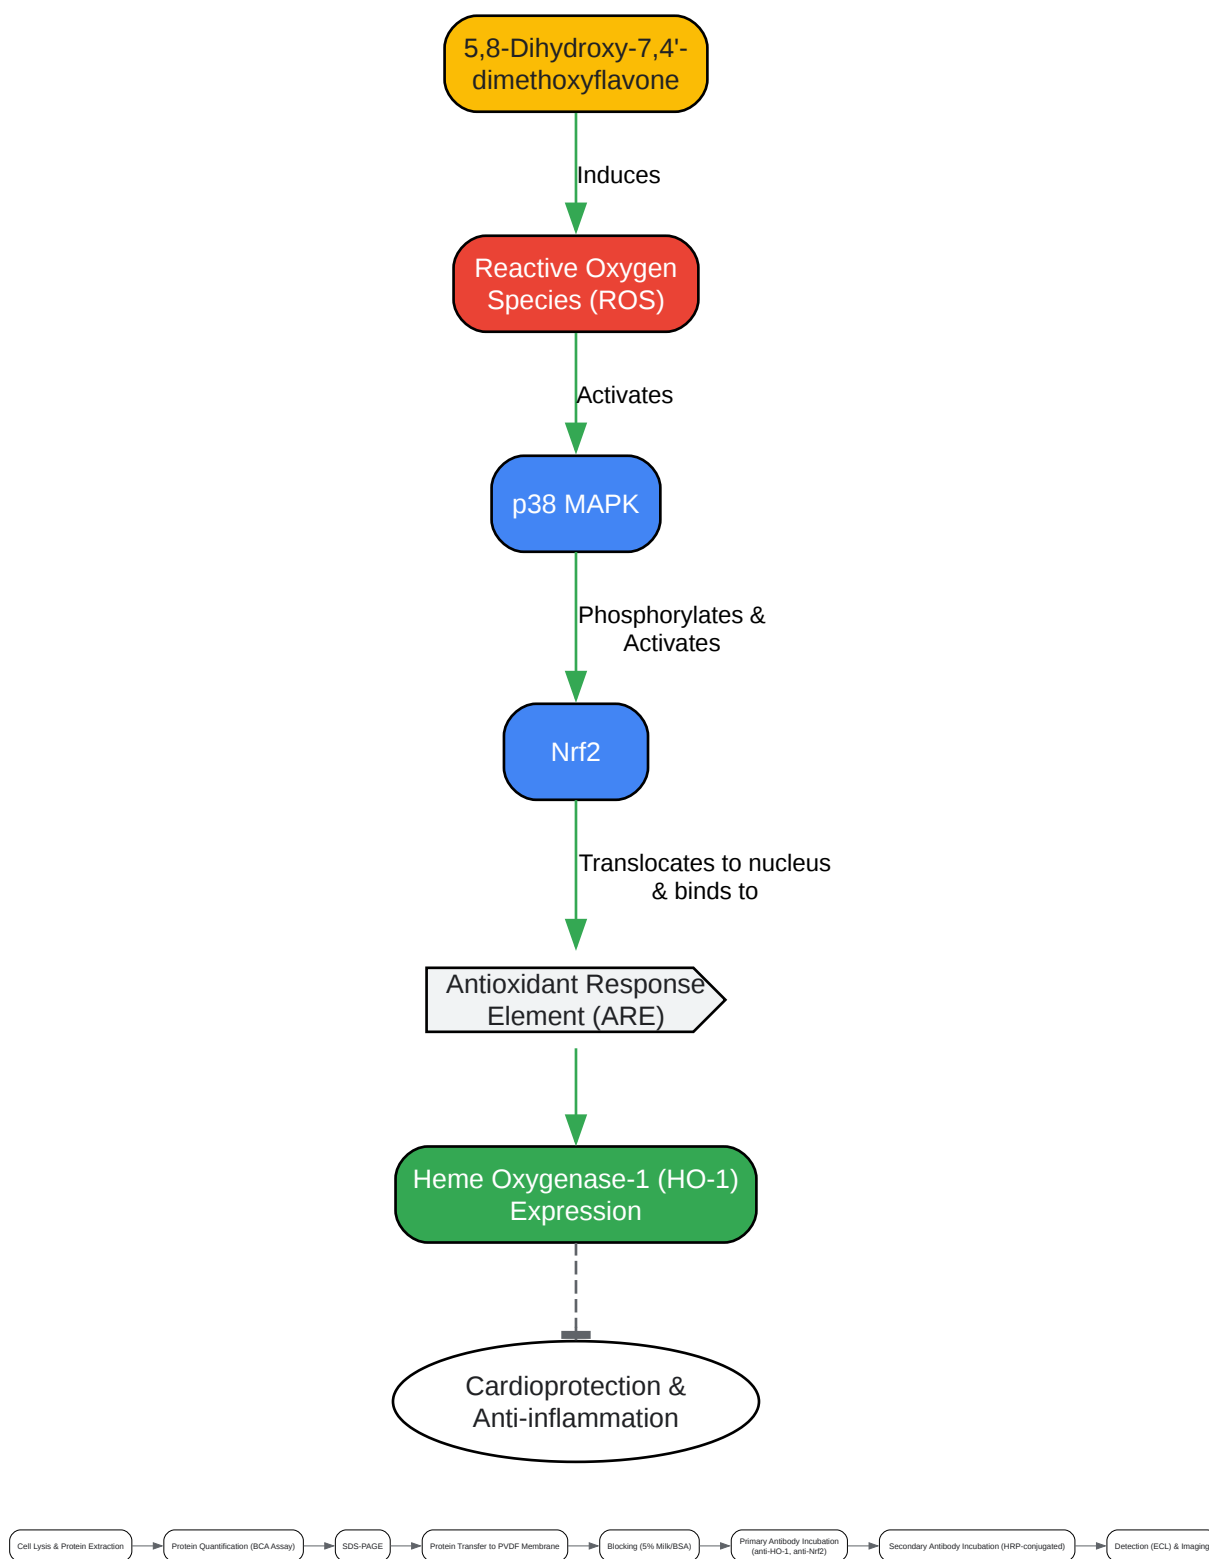 5,8-Dihydroxy-7,4'-
dimethoxyflavone
Induces
Reactive Oxygen
Species (ROS)
Activates
p38 MAPK
Phosphorylates &
Activates
Nrf2
Translocates to nucleus
& binds to
Antioxidant Response
Element (ARE)
Heme Oxygenase-1 (HO-1)
Expression
Cardioprotection &
Anti-inflammation
Cell Lysis & Protein Extraction
Protein Quantification (BCA Assay)
SDS-PAGE
Protein Transfer to PVDF Membrane
Blocking (5% Milk/BSA)
Primary Antibody Incubation
(anti-HO-1, anti-Nrf2)
Secondary Antibody Incubation (HRP-conjugated)
Detection (ECL) & Imaging